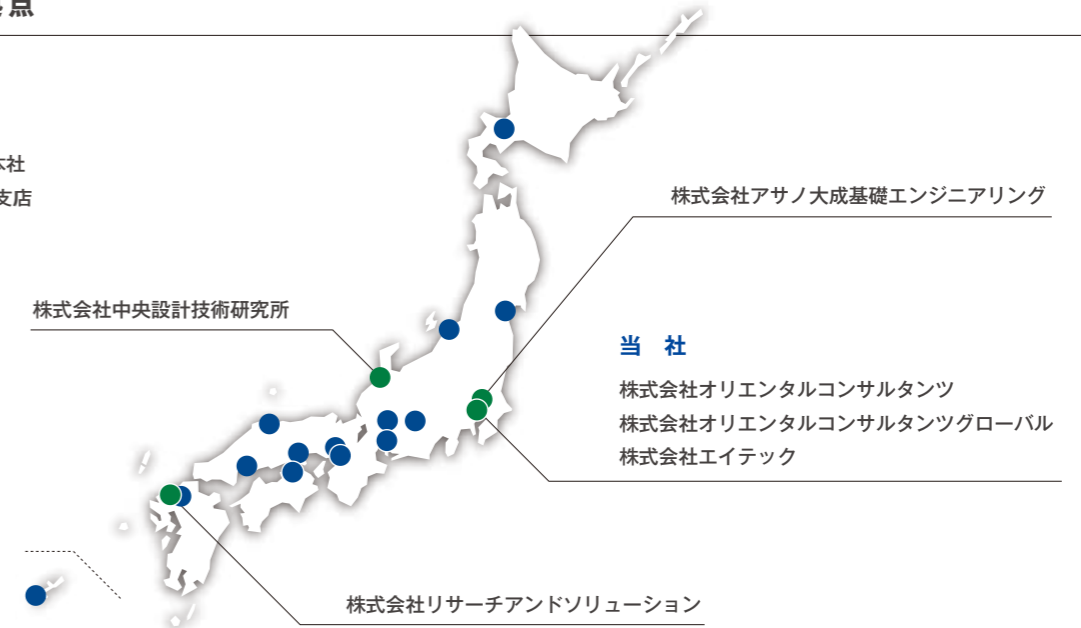 点
本社
支店
株式会社アサノ大成基礎エンジニアリング
株式会社中央設計技術研究所
当 社
株式会社オリエンタルコンサルタンツ
株式会社オリエンタルコンサルタンツグローバル
株式会社エイテック
株式会社リサーチアンドソリューション